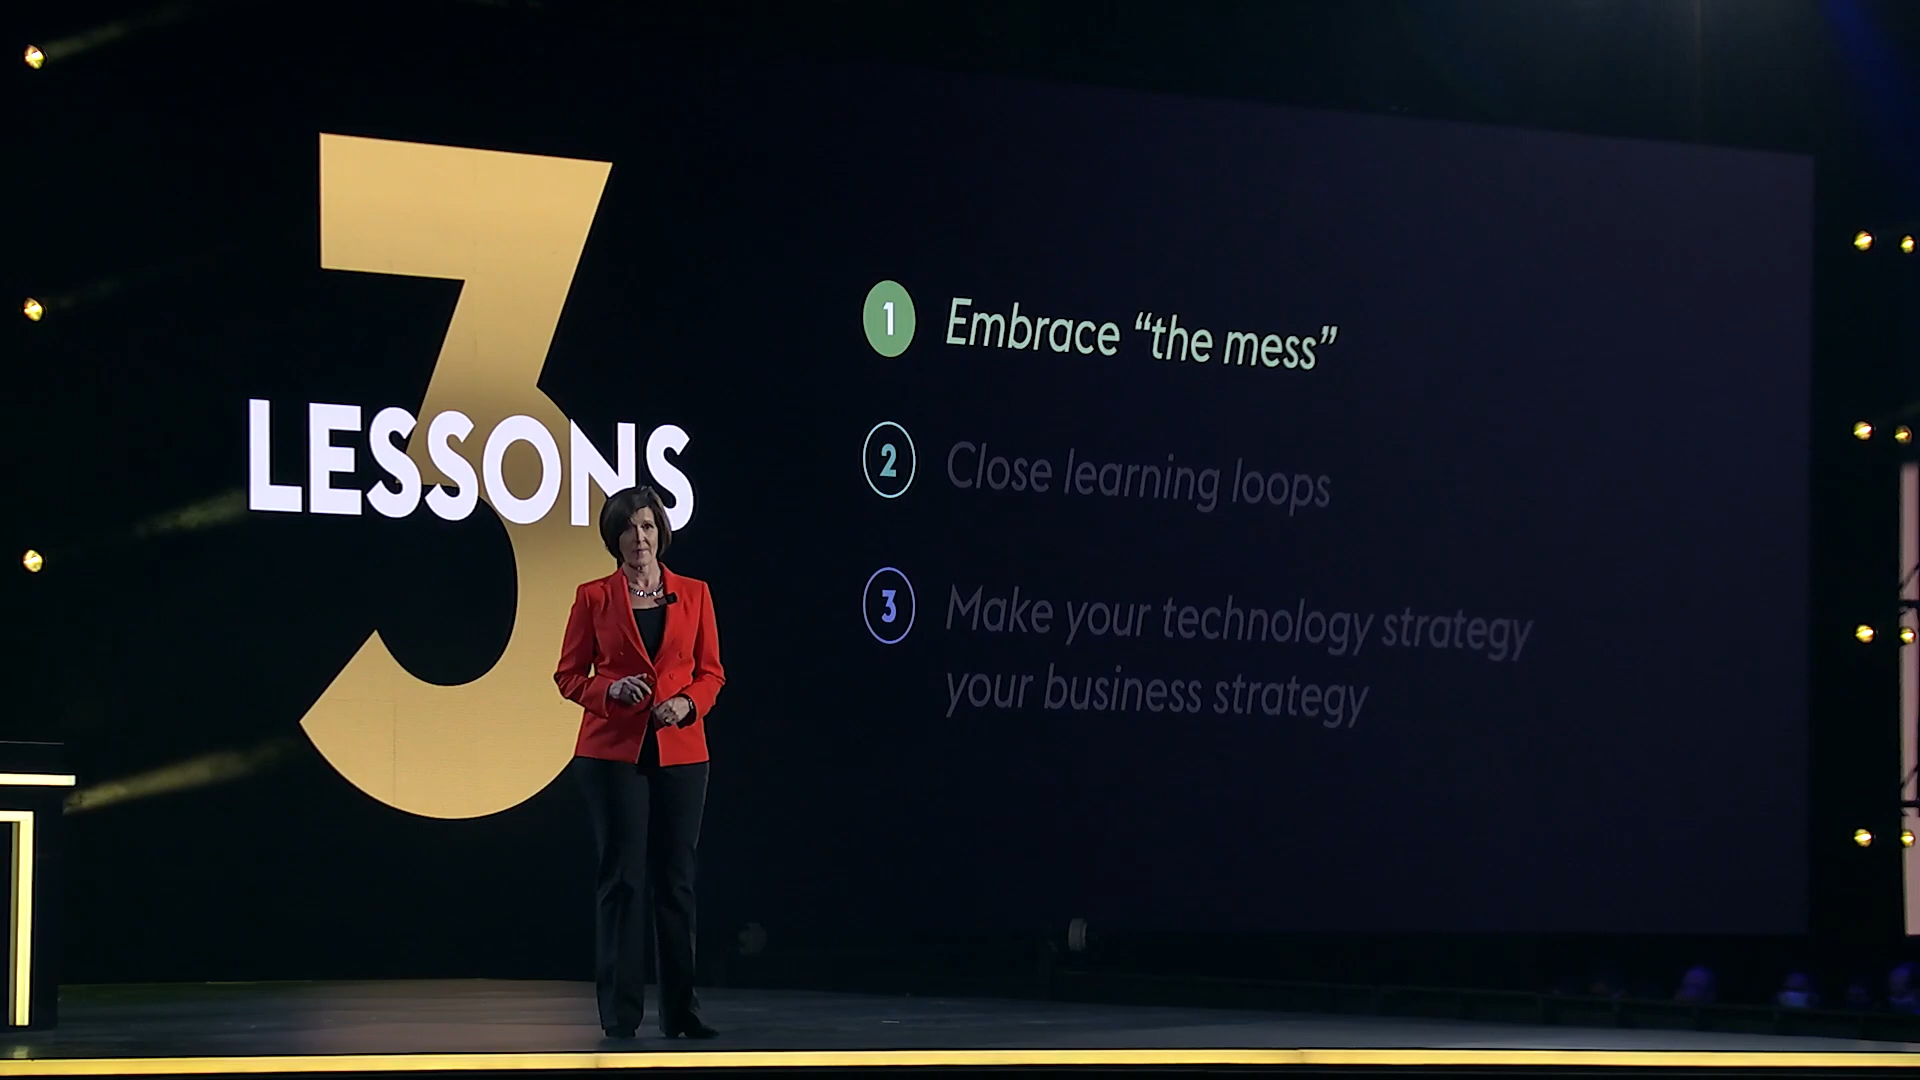 3
LESSONS
1 Embrace “the mess”
2 Close learning loops
3 Make your technology strategy
your business strategy